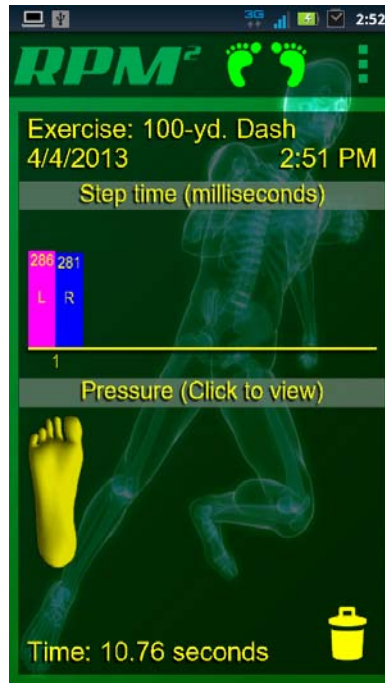 3G 2:52
RPM²
Exercise: 100-yd. Dash
4/4/2013 2:51 PM
Step time (milliseconds)
286 281
L R
1
Pressure (Click to view)
Time: 10.76 seconds